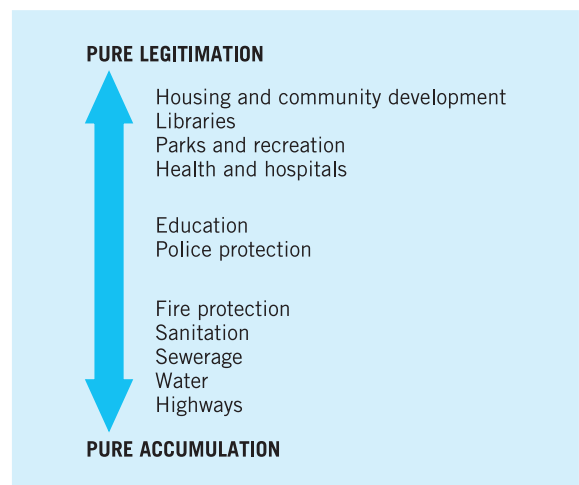 PURE LEGITIMATION
Housing and community development
Libraries
Parks and recreation
Health and hospitals
Education
Police protection
Fire protection
Sanitation
Sewerage
Water
Highways
PURE ACCUMULATION